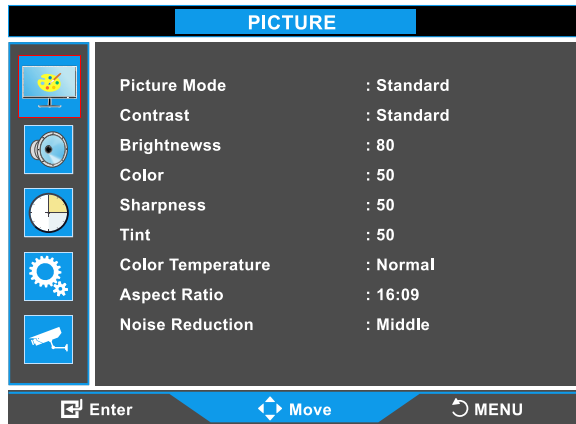 PICTURE
Picture Mode : Standard
Contrast : Standard
Brightnewss : 80
Color : 50
Sharpness : 50
Tint : 50
Color Temperature : Normal
Aspect Ratio : 16:09
Noise Reduction : Middle
Enter Move MENU